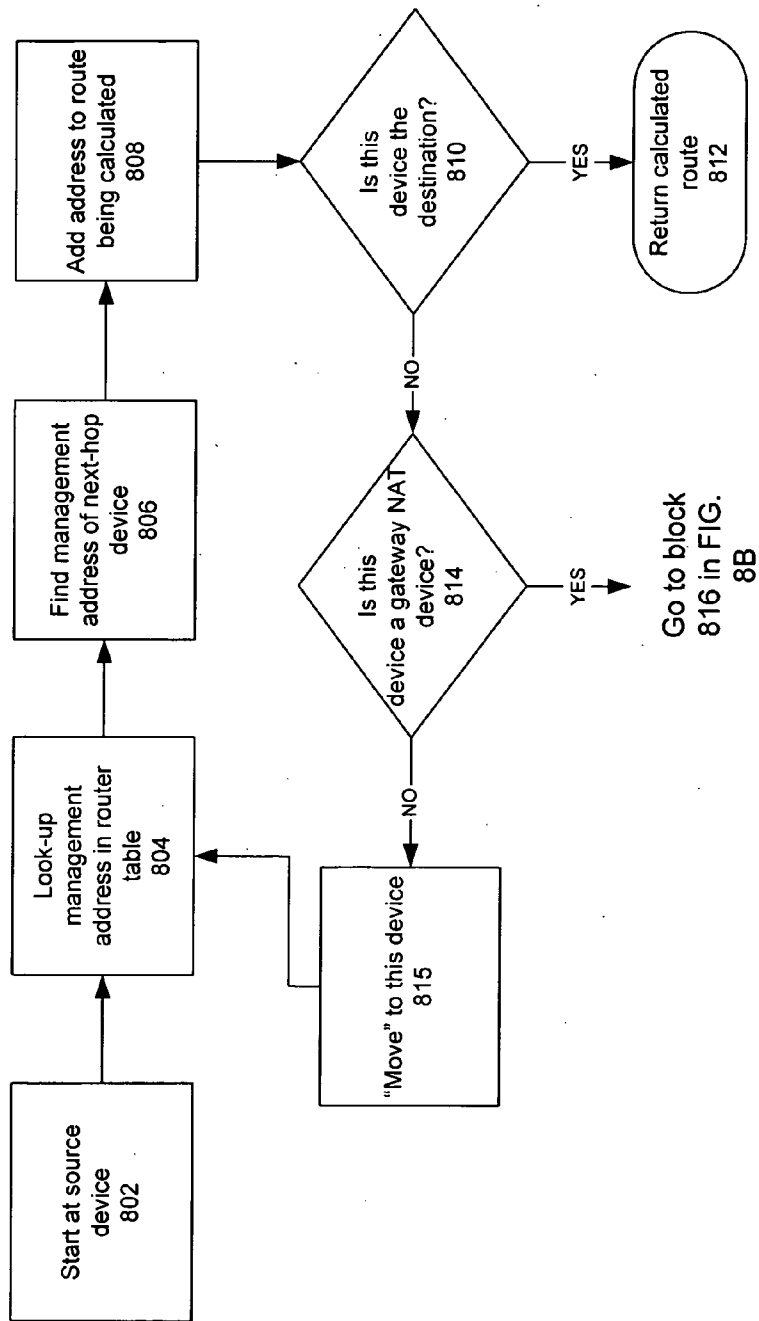 Start at source
device
802
Look-up
management
address in router
table
804
Find management
address of next-hop
device
806
Add address to route
being calculated
808
Is this
device the
destination?
810
YES
Return calculated
route
812
NO
Is this
device a gateway NAT
device?
814
YES
Go to block
816 in FIG.
8B
NO
"Move" to this device
815